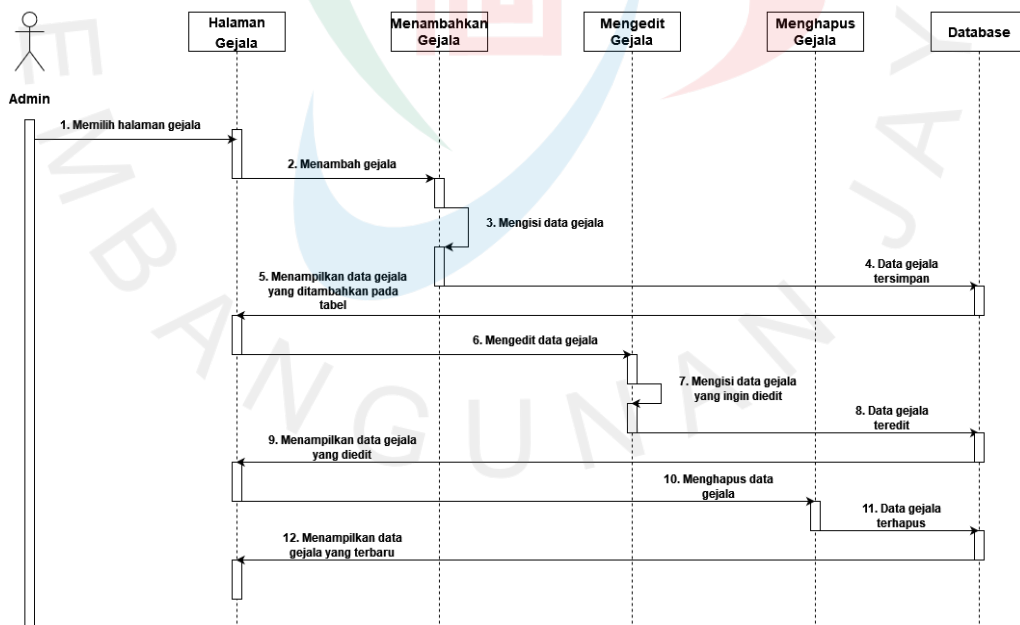 Halaman
Gejala
Menambahkan
Gejala
Mengedit
Gejala
Menghapus
Gejala
Database
Admin
1. Memilih halaman gejala
2. Menambah gejala
3. Mengisi data gejala
4. Data gejala
tersimpan
5. Menampilkan data gejala
yang ditambahkan pada
tabel
6. Mengedit data gejala
7. Mengisi data gejala
yang ingin diedit
8. Data gejala
teredit
9. Menampilkan data gejala
yang diedit
10. Menghapus data
gejala
11. Data gejala
terhapus
12. Menampilkan data
gejala yang terbaru
EMBANGUNAN JAY